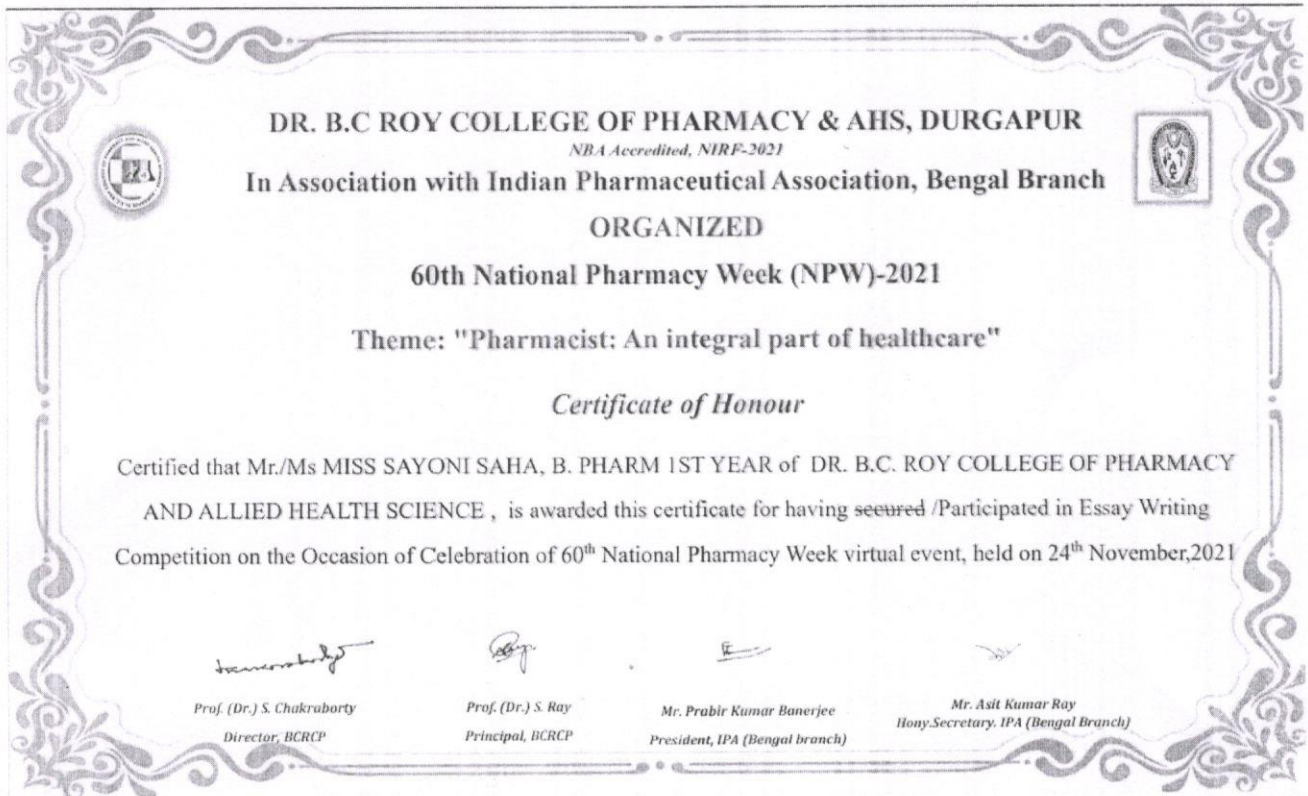 DR. B.C ROY COLLEGE OF PHARMACY & AHS, DURGAPUR
NBA Accredited, NIRF-2021
In Association with Indian Pharmaceutical Association, Bengal Branch
ORGANIZED
60th National Pharmacy Week (NPW)-2021
Theme: "Pharmacist: An integral part of healthcare"
Certificate of Honour
Certified that Mr./Ms MISS SAYONI SAHA, B. PHARM 1ST YEAR of DR. B.C. ROY COLLEGE OF PHARMACY
AND ALLIED HEALTH SCIENCE , is awarded this certificate for having secured /Participated in Essay Writing
Competition on the Occasion of Celebration of 60th National Pharmacy Week virtual event, held on 24th November,2021
Prof. (Dr.) S. Chakraborty
Director, BCRCP
Prof. (Dr.) S. Ray
Principal, BCRCP
Mr. Prabir Kumar Banerjee
President, IPA (Bengal branch)
Mr. Asit Kumar Ray
Hony.Secretary. IPA (Bengal Branch)